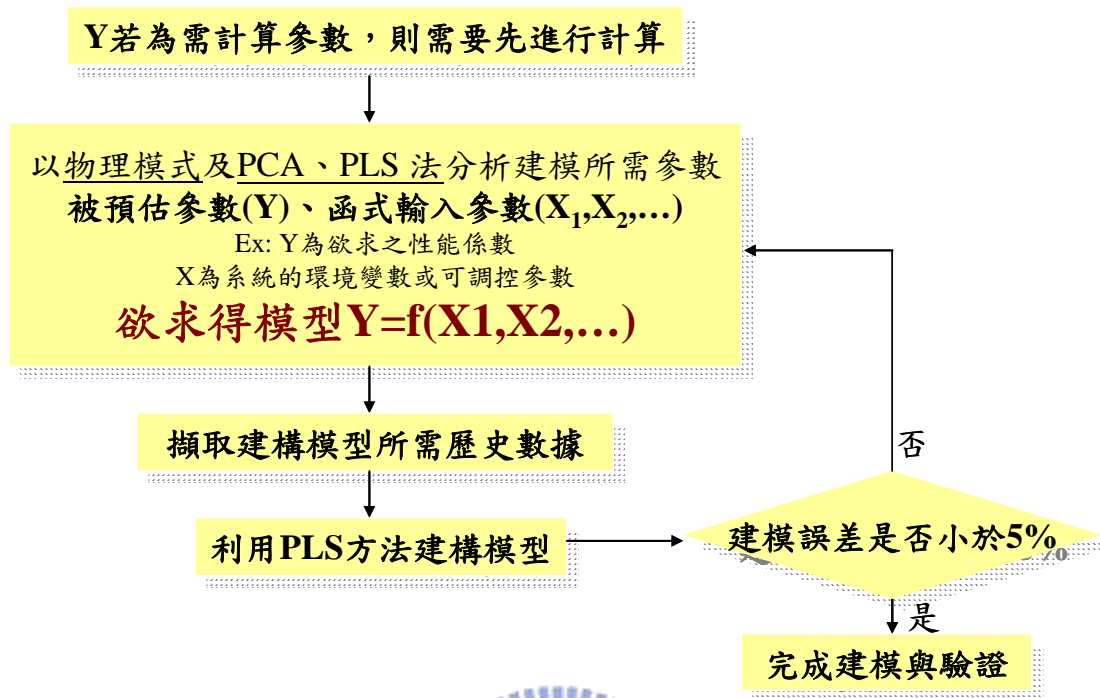 Y若為需計算參數，則需要先進行計算
以物理模式及PCA、PLS 法分析建模所需參數
被預估參數(Y)、函式輸入參數(X₁,X₂,…)
Ex: Y為欲求之性能係數
X為系統的環境變數或可調控參數
欲求得模型Y=f(X1,X2,…)
擷取建構模型所需歷史數據
利用PLS方法建構模型
建模誤差是否小於5%
否
是
完成建模與驗證